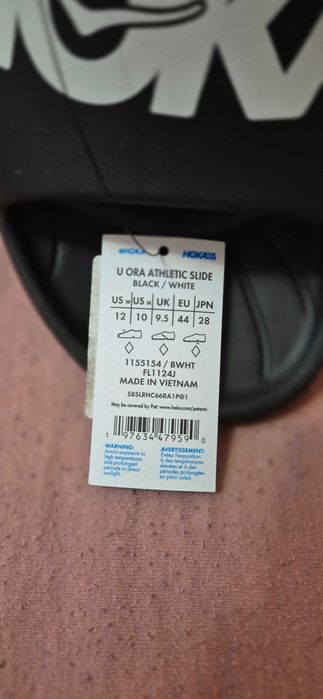 HOKA
@HOKA HOKA
U ORA ATHLETIC SLIDE
BLACK / WHITE
US W US M UK EU JPN
12 10 9.5 44 28
1155154 / BWHT
FL1124J
MADE IN VIETNAM
S8SLRHC66RA1P@1
May be covered by Pat: www.hoka.com/patents
1 97634 47959 0
WARNING: AVERTISSEMENT:
Avoid exposure to Évitez l'exposition
high temperatures à des températures
and prolonged élevées et à des
periods in direct périodes prolongées
sunlight. en plein soleil.